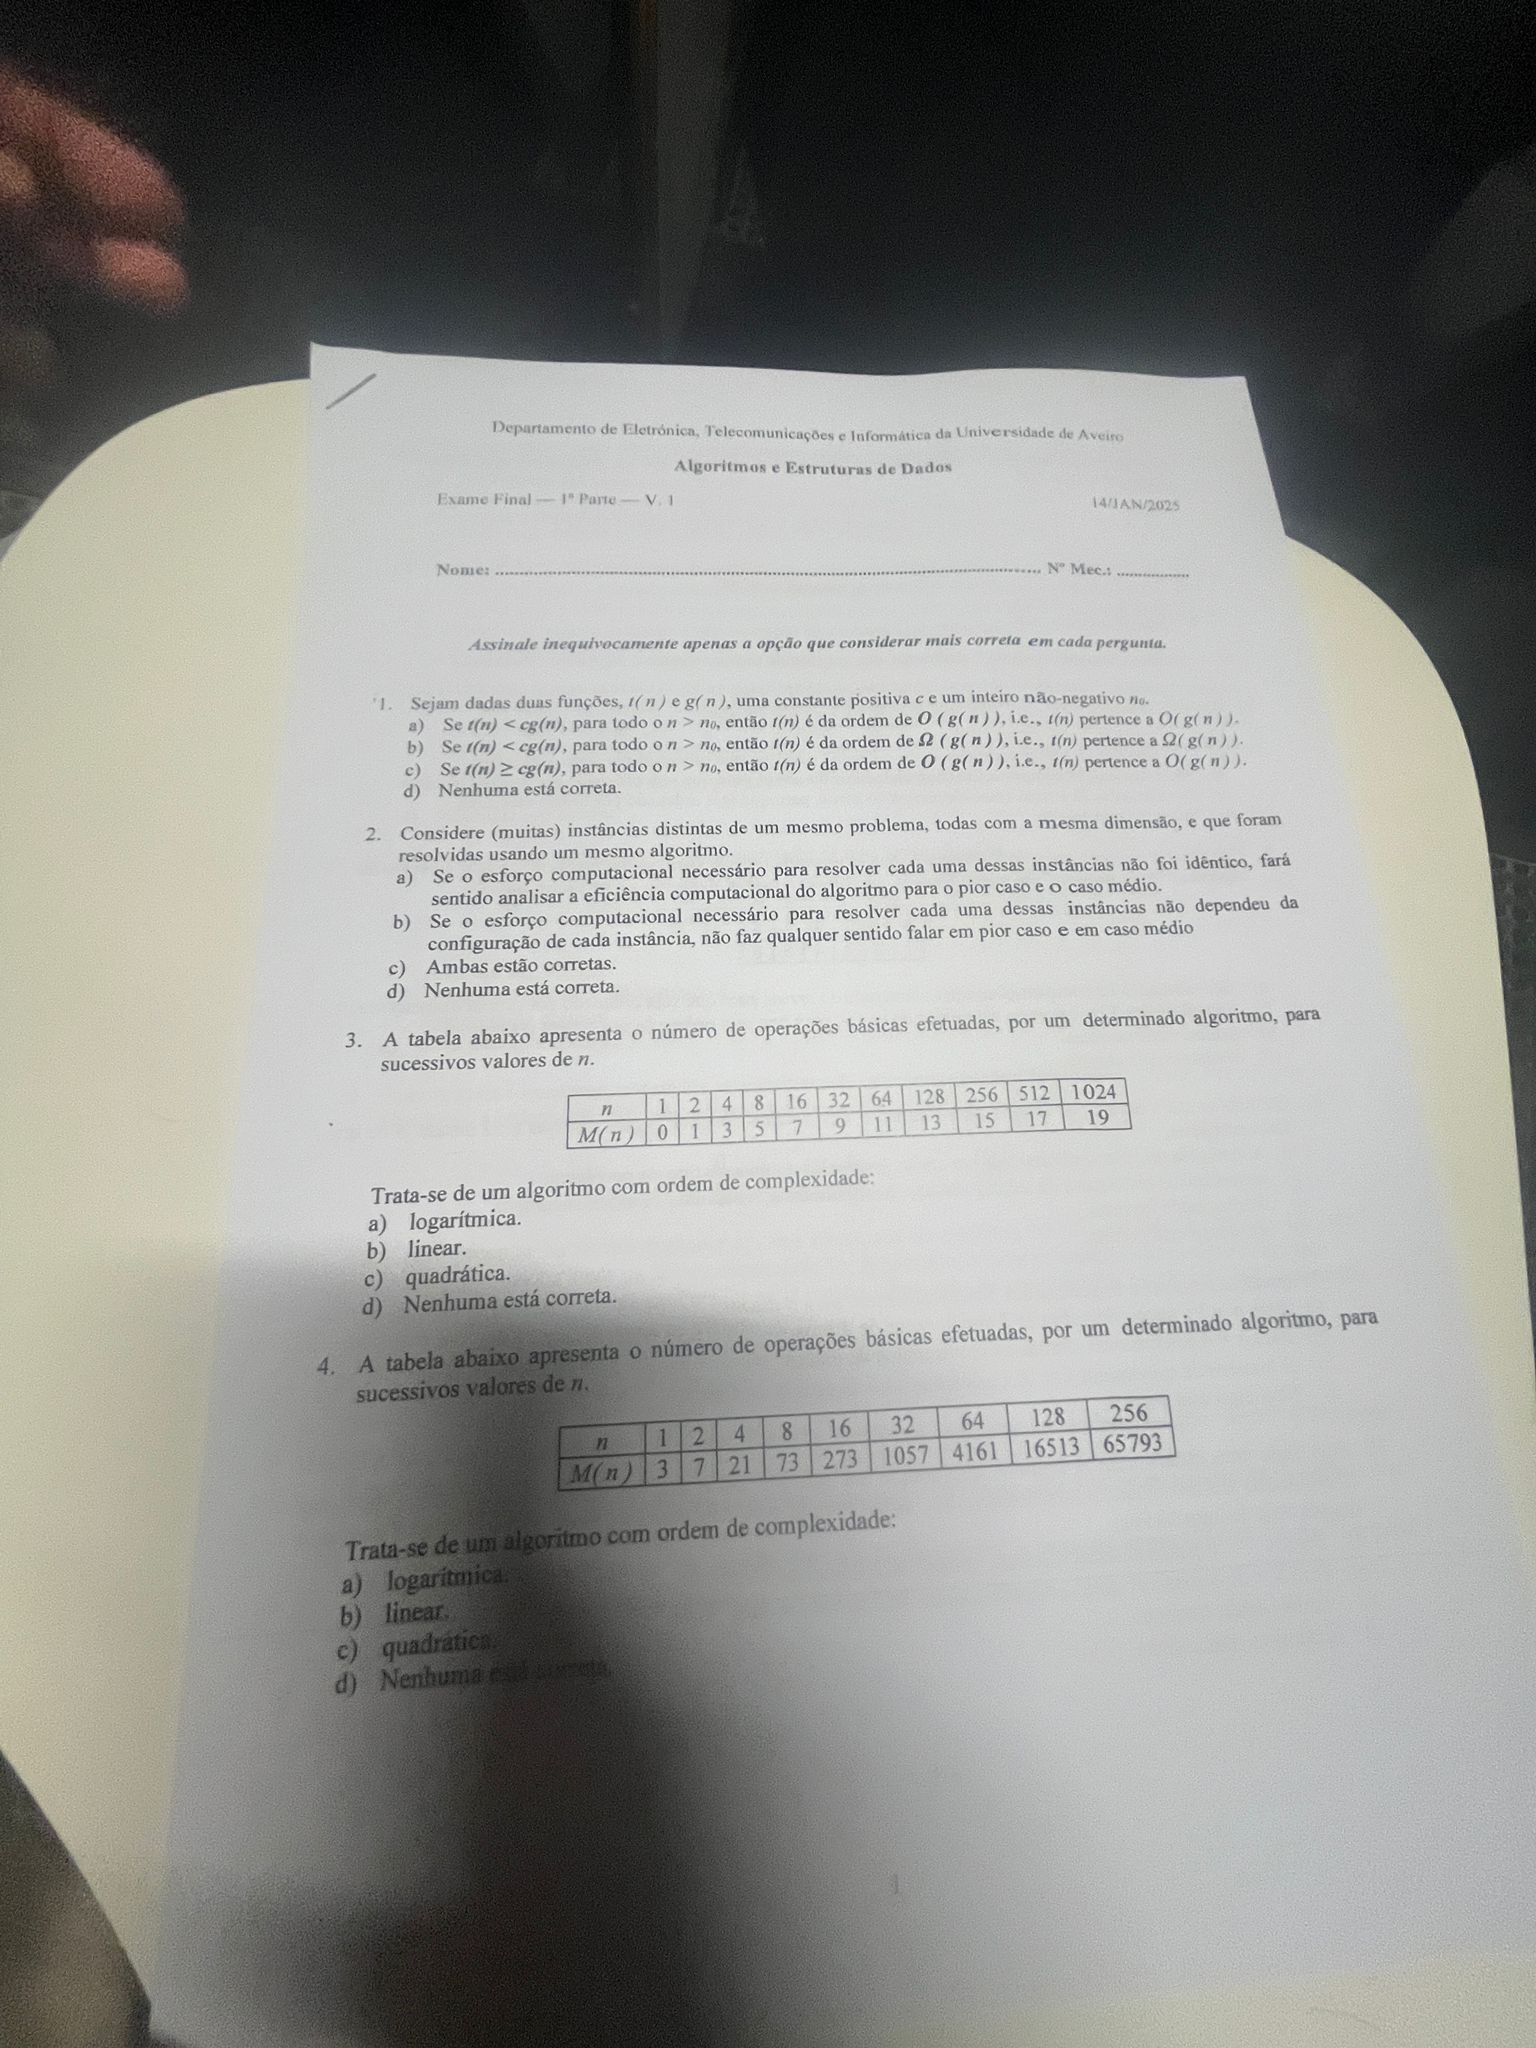 Departamento de Eletrónica, Telecomunicações e Informática da Universidade de Aveiro
Algoritmos e Estruturas de Dados
Exame Final — 1ª Parte — V. 1 14/JAN/2025
Nome: ........................................ Nº Mec.: ................
Assinale inequivocamente apenas a opção que considerar mais correta em cada pergunta.
1. Sejam dadas duas funções, t( n ) e g( n ), uma constante positiva c e um inteiro não-negativo n₀.
a) Se t(n) < cg(n), para todo o n > n₀, então t(n) é da ordem de O ( g( n ) ), i.e., t(n) pertence a O( g( n ) ).
b) Se t(n) < cg(n), para todo o n > n₀, então t(n) é da ordem de Ω ( g( n ) ), i.e., t(n) pertence a Ω( g( n ) ).
c) Se t(n) ≥ cg(n), para todo o n > n₀, então t(n) é da ordem de O ( g( n ) ), i.e., t(n) pertence a O( g( n ) ).
d) Nenhuma está correta.
2. Considere (muitas) instâncias distintas de um mesmo problema, todas com a mesma dimensão, e que foram
resolvidas usando um mesmo algoritmo.
a) Se o esforço computacional necessário para resolver cada uma dessas instâncias não foi idêntico, fará
sentido analisar a eficiência computacional do algoritmo para o pior caso e o caso médio.
b) Se o esforço computacional necessário para resolver cada uma dessas instâncias não dependeu da
configuração de cada instância, não faz qualquer sentido falar em pior caso e em caso médio
c) Ambas estão corretas.
d) Nenhuma está correta.
3. A tabela abaixo apresenta o número de operações básicas efetuadas, por um determinado algoritmo, para
sucessivos valores de n.
n 1 2 4 8 16 32 64 128 256 512 1024
M( n ) 0 1 3 5 7 9 11 13 15 17 19
Trata-se de um algoritmo com ordem de complexidade:
a) logarítmica.
b) linear.
c) quadrática.
d) Nenhuma está correta.
4. A tabela abaixo apresenta o número de operações básicas efetuadas, por um determinado algoritmo, para
sucessivos valores de n.
n 1 2 4 8 16 32 64 128 256
M( n ) 3 7 21 73 273 1057 4161 16513 65793
Trata-se de um algoritmo com ordem de complexidade:
a) logarítmica.
b) linear.
c) quadrática.
d) Nenhuma está correta.
1